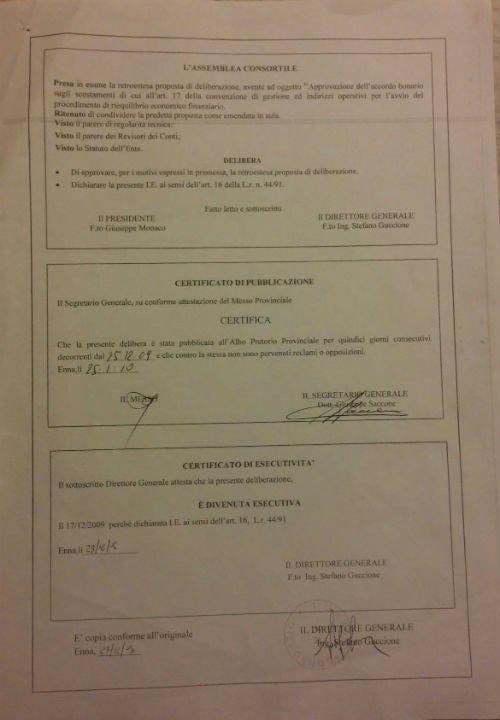 L'ASSEMBLEA CONSORTILE
Presa in esame la retroestesa proposta di deliberazione, avente ad oggetto "Approvazione dell'accordo bonario
sugli scostamenti di cui all'art. 17 della convenzione di gestione ed indirizzi operativi per l'avvio del
procedimento di riequilibrio economico finanziario.
Ritenuto di condividere la predetta proposta come emendata in aula.
Visto il parere di regolarità tecnica;
Visto il parere dei Revisori dei Conti;
Visto lo Statuto dell'Ente.
DELIBERA
• Di approvare, per i motivi espressi in premessa, la retroestesa proposta di deliberazione.
• Dichiarare la presente I.E. ai sensi dell'art. 16 della L.r. n. 44/91.
Fatto letto e sottoscritto
Il PRESIDENTE
F.to Giuseppe Monaco
Il DIRETTORE GENERALE
F.to Ing. Stefano Guccione
CERTIFICATO DI PUBBLICAZIONE
Il Segretario Generale, su conforme attestazione del Messo Provinciale
CERTIFICA
Che la presente delibera è stata pubblicata all'Albo Pretorio Provinciale per quindici giorni consecutivi
decorrenti dal 25.12.09 e che contro la stessa non sono pervenuti reclami o opposizioni.
Enna, lì 25.1.10
IL MESSO
IL SEGRETARIO GENERALE
Dott. Giuseppe Saccone
CERTIFICATO DI ESECUTIVITA'
Il sottoscritto Direttore Generale attesta che la presente deliberazione,
È DIVENUTA ESECUTIVA
Il 17/12/2009 perchè dichiarata I.E. ai sensi dell'art. 16, L.r. 44/91
Enna, lì
IL DIRETTORE GENERALE
F.to Ing. Stefano Guccione
E' copia conforme all'originale
Enna,
IL DIRETTORE GENERALE
Ing. Stefano Guccione